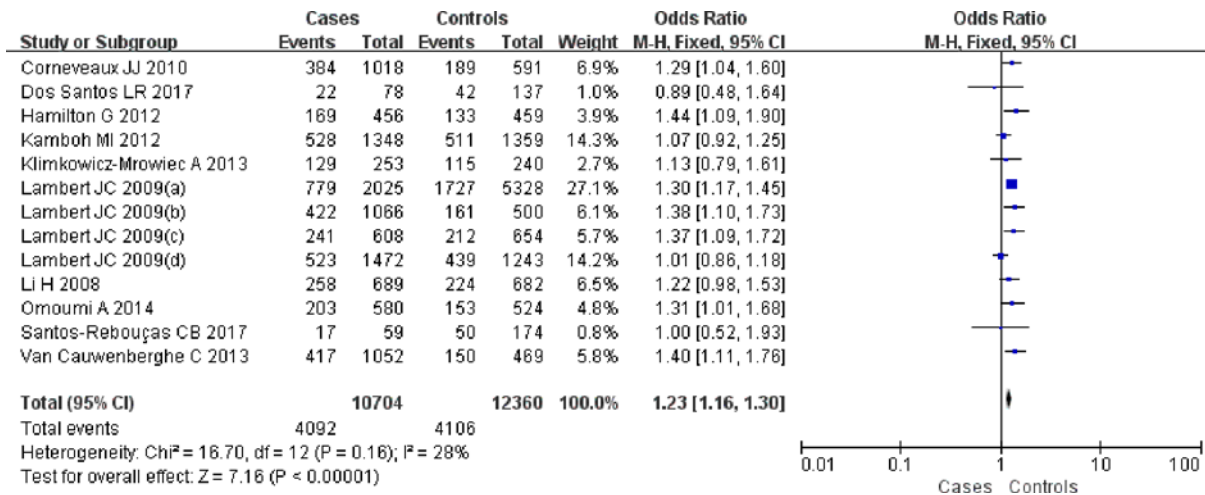 Cases Controls Odds Ratio Odds Ratio
Study or Subgroup Events Total Events Total Weight M-H, Fixed, 95% CI M-H, Fixed, 95% CI
Corneveaux JJ 2010 384 1018 189 591 6.9% 1.29 [1.04, 1.60]
Dos Santos LR 2017 22 78 42 137 1.0% 0.89 [0.48, 1.64]
Hamilton G 2012 169 456 133 459 3.9% 1.44 [1.09, 1.90]
Kamboh MI 2012 528 1348 511 1359 14.3% 1.07 [0.92, 1.25]
Klimkowicz-Mrowiec A 2013 129 253 115 240 2.7% 1.13 [0.79, 1.61]
Lambert JC 2009(a) 779 2025 1727 5328 27.1% 1.30 [1.17, 1.45]
Lambert JC 2009(b) 422 1066 161 500 6.1% 1.38 [1.10, 1.73]
Lambert JC 2009(c) 241 608 212 654 5.7% 1.37 [1.09, 1.72]
Lambert JC 2009(d) 523 1472 439 1243 14.2% 1.01 [0.86, 1.18]
Li H 2008 258 689 224 682 6.5% 1.22 [0.98, 1.53]
Omoumi A 2014 203 580 153 524 4.8% 1.31 [1.01, 1.68]
Santos-Rebouças CB 2017 17 59 50 174 0.8% 1.00 [0.52, 1.93]
Van Cauwenberghe C 2013 417 1052 150 469 5.8% 1.40 [1.11, 1.76]
Total (95% CI) 10704 12360 100.0% 1.23 [1.16, 1.30]
Total events 4092 4106
Heterogeneity: Chi² = 16.70, df = 12 (P = 0.16); I² = 28%
Test for overall effect: Z = 7.16 (P < 0.00001)
0.01 0.1 1 10 100
Cases Controls